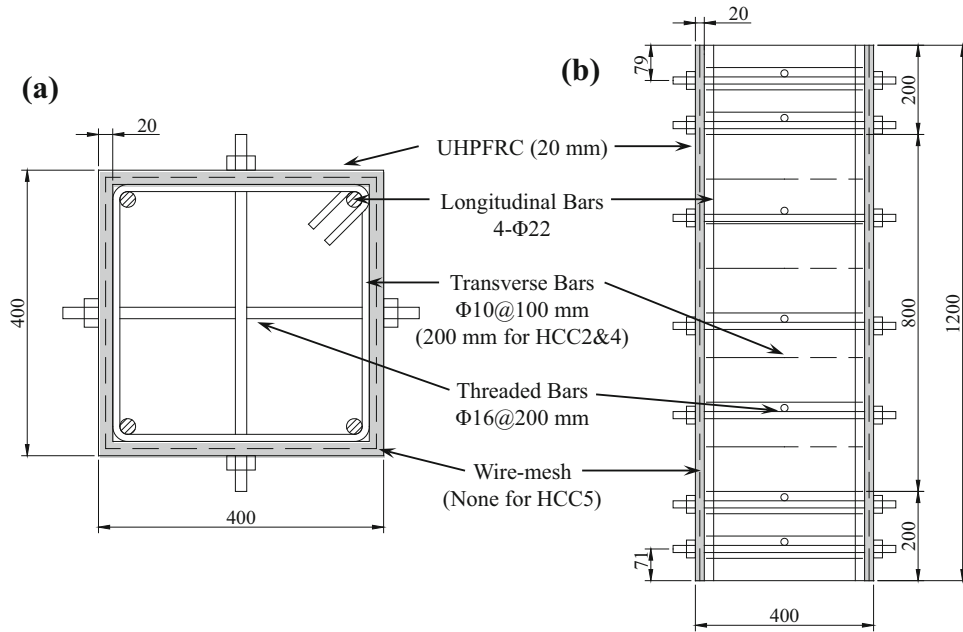 (a)
20
400
400
UHPFRC (20 mm)
Longitudinal Bars
4-Φ22
Transverse Bars
Φ10@100 mm
(200 mm for HCC2&4)
Threaded Bars
Φ16@200 mm
Wire-mesh
(None for HCC5)
(b)
20
79
200
800
1200
200
71
400